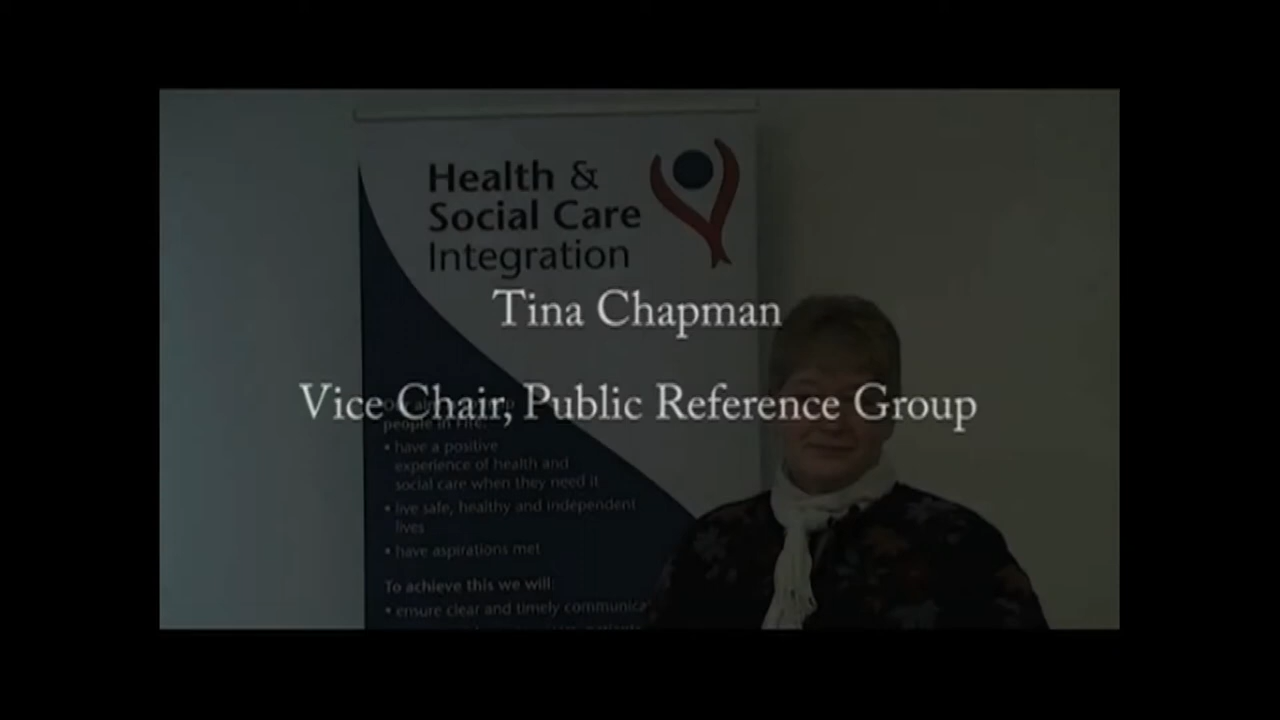 Health &
Social Care
Integration
Tina Chapman
Vice Chair, Public Reference Group
people in Fife:
• have a positive
experience of health and
social care when they need it
• live safe, healthy and independent
lives
• have aspirations met
To achieve this we will:
• ensure clear and timely communica